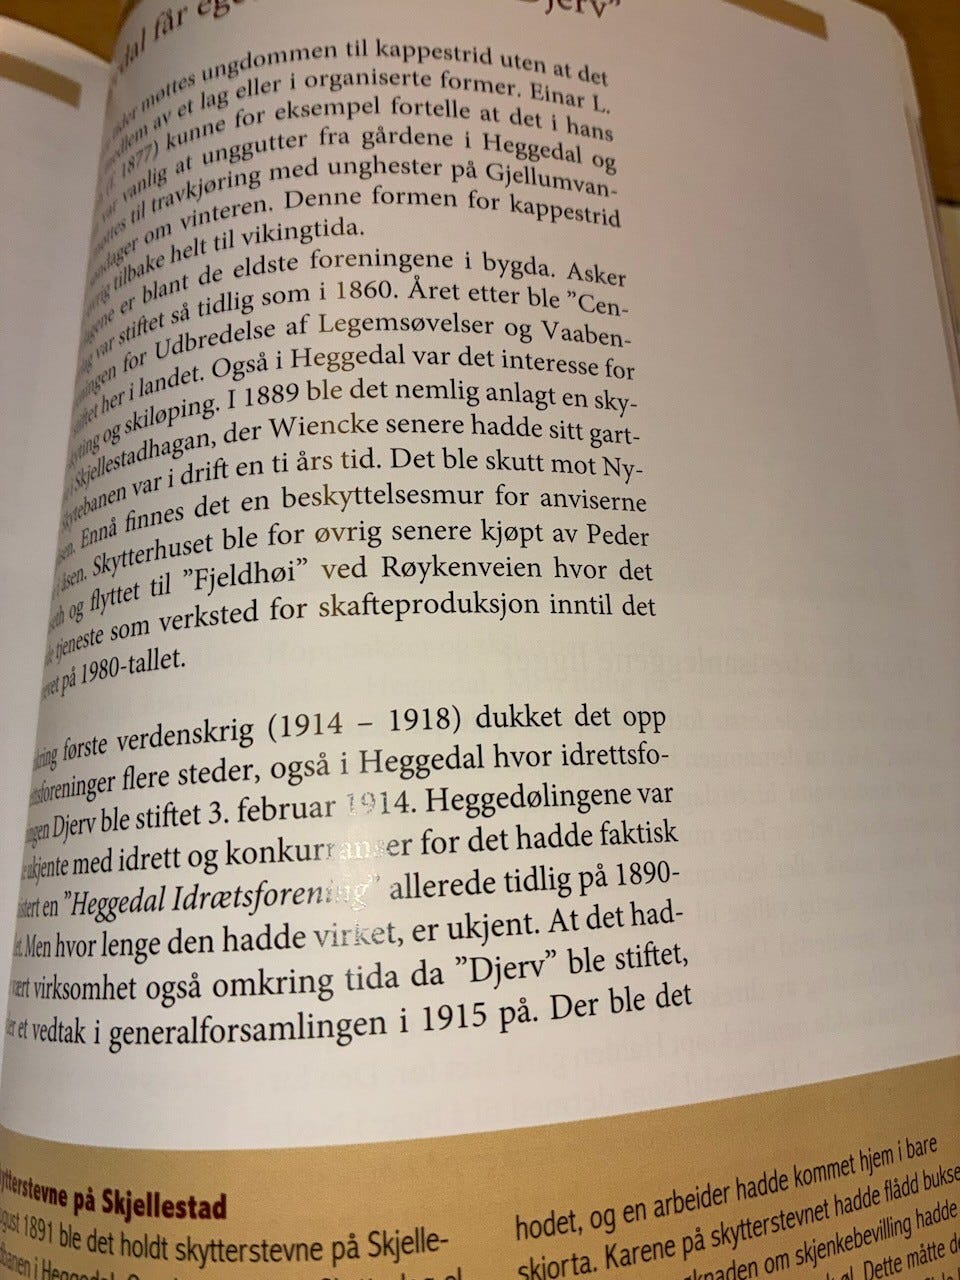 får
Djerv”
møttes ungdommen til kappestrid uten at det
av et lag eller i organiserte former. Einar L.
1877) kunne for eksempel fortelle at det i hans
vanlig at unggutter fra gårdene i Heggedal og
til travkjøring med unghester på Gjellumvan-
om vinteren. Denne formen for kappestrid
tilbake helt til vikingtida.
er blant de eldste foreningene i bygda. Asker
var stiftet så tidlig som i 1860. Året etter ble ”Cen-
for Udbredelse af Legemsøvelser og Vaaben-
her i landet. Også i Heggedal var det interesse for
og skiløping. I 1889 ble det nemlig anlagt en sky-
Skjellestadhagan, der Wiencke senere hadde sitt gart-
var i drift en ti års tid. Det ble skutt mot Ny-
Ennå finnes det en beskyttelsesmur for anviserne
åsen. Skytterhuset ble for øvrig senere kjøpt av Peder
og flyttet til ”Fjeldhøi” ved Røykenveien hvor det
tjeneste som verksted for skafteproduksjon inntil det
på 1980-tallet.
første verdenskrig (1914 – 1918) dukket det opp
flere steder, også i Heggedal hvor idrettsfo-
Djerv ble stiftet 3. februar 1914. Heggedølingene var
med idrett og konkurranser for det hadde faktisk
en ”Heggedal Idrætsforening” allerede tidlig på 1890-
Men hvor lenge den hadde virket, er ukjent. At det had-
virksomhet også omkring tida da ”Djerv” ble stiftet,
et vedtak i generalforsamlingen i 1915 på. Der ble det
på Skjellestad
1891 ble det holdt skytterstevne på Skjelle-
hodet, og en arbeider hadde kommet hjem i bare
skjorta. Karene på skytterstevnet hadde flådd
om skjenkebevilling hadde
Dette måtte